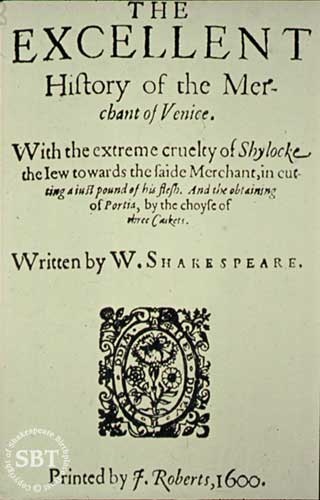 THE
EXCELLENT
Hiſtory of the Mer-
chant of Venice.
With the extreme cruelty of Shylocke
the Iew towards the ſaide Merchant, in cut-
ting a iuſt pound of his fleſh. And the obtaining
of Portia, by the choyſe of
three Caskets.
Written by W. SHAKESPEARE.
Printed by J. Roberts, 1600.
SBT
Copyright of Shakespeare Birthplace